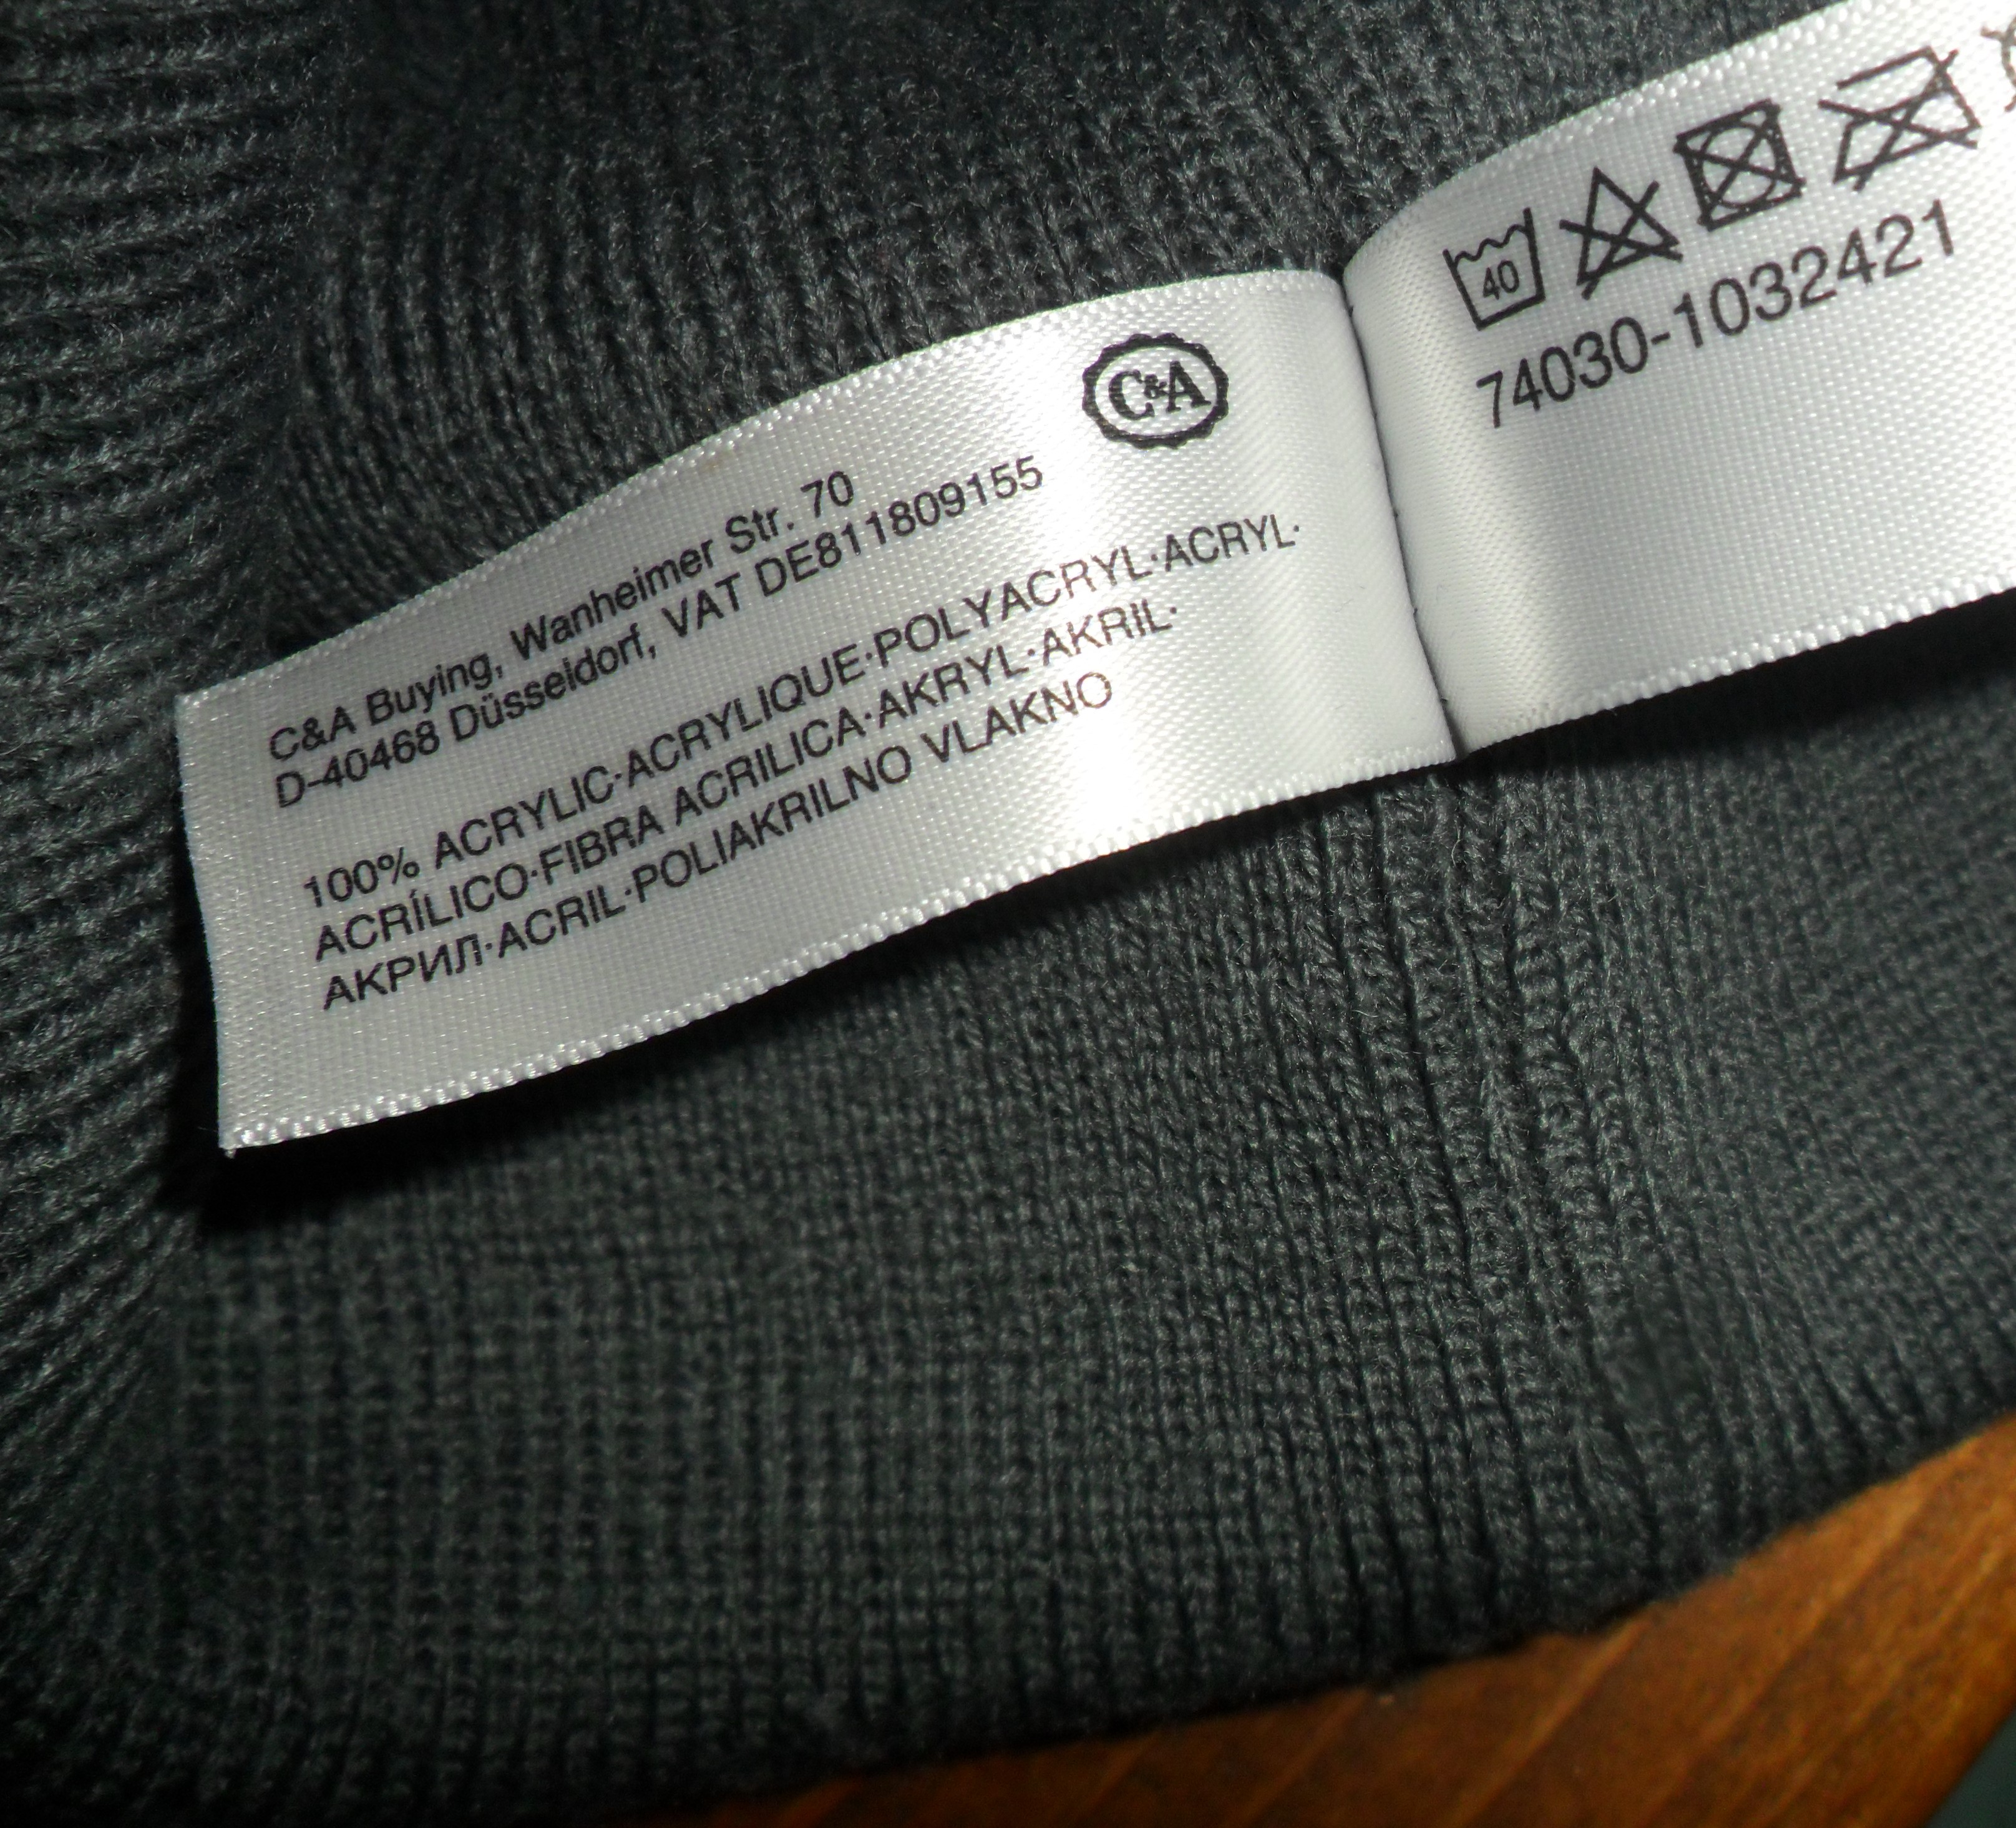 C&A
C&A Buying, Wanheimer Str. 70
D-40468 Düsseldorf, VAT DE811809155
100% ACRYLIC·ACRYLIQUE·POLYACRYL·ACRYL·
ACRÍLICO·FIBRA ACRILICA·AKRYL·AKRIL·
АКРИЛ·ACRIL·POLIAKRILNO VLAKNO
40
74030-1032421